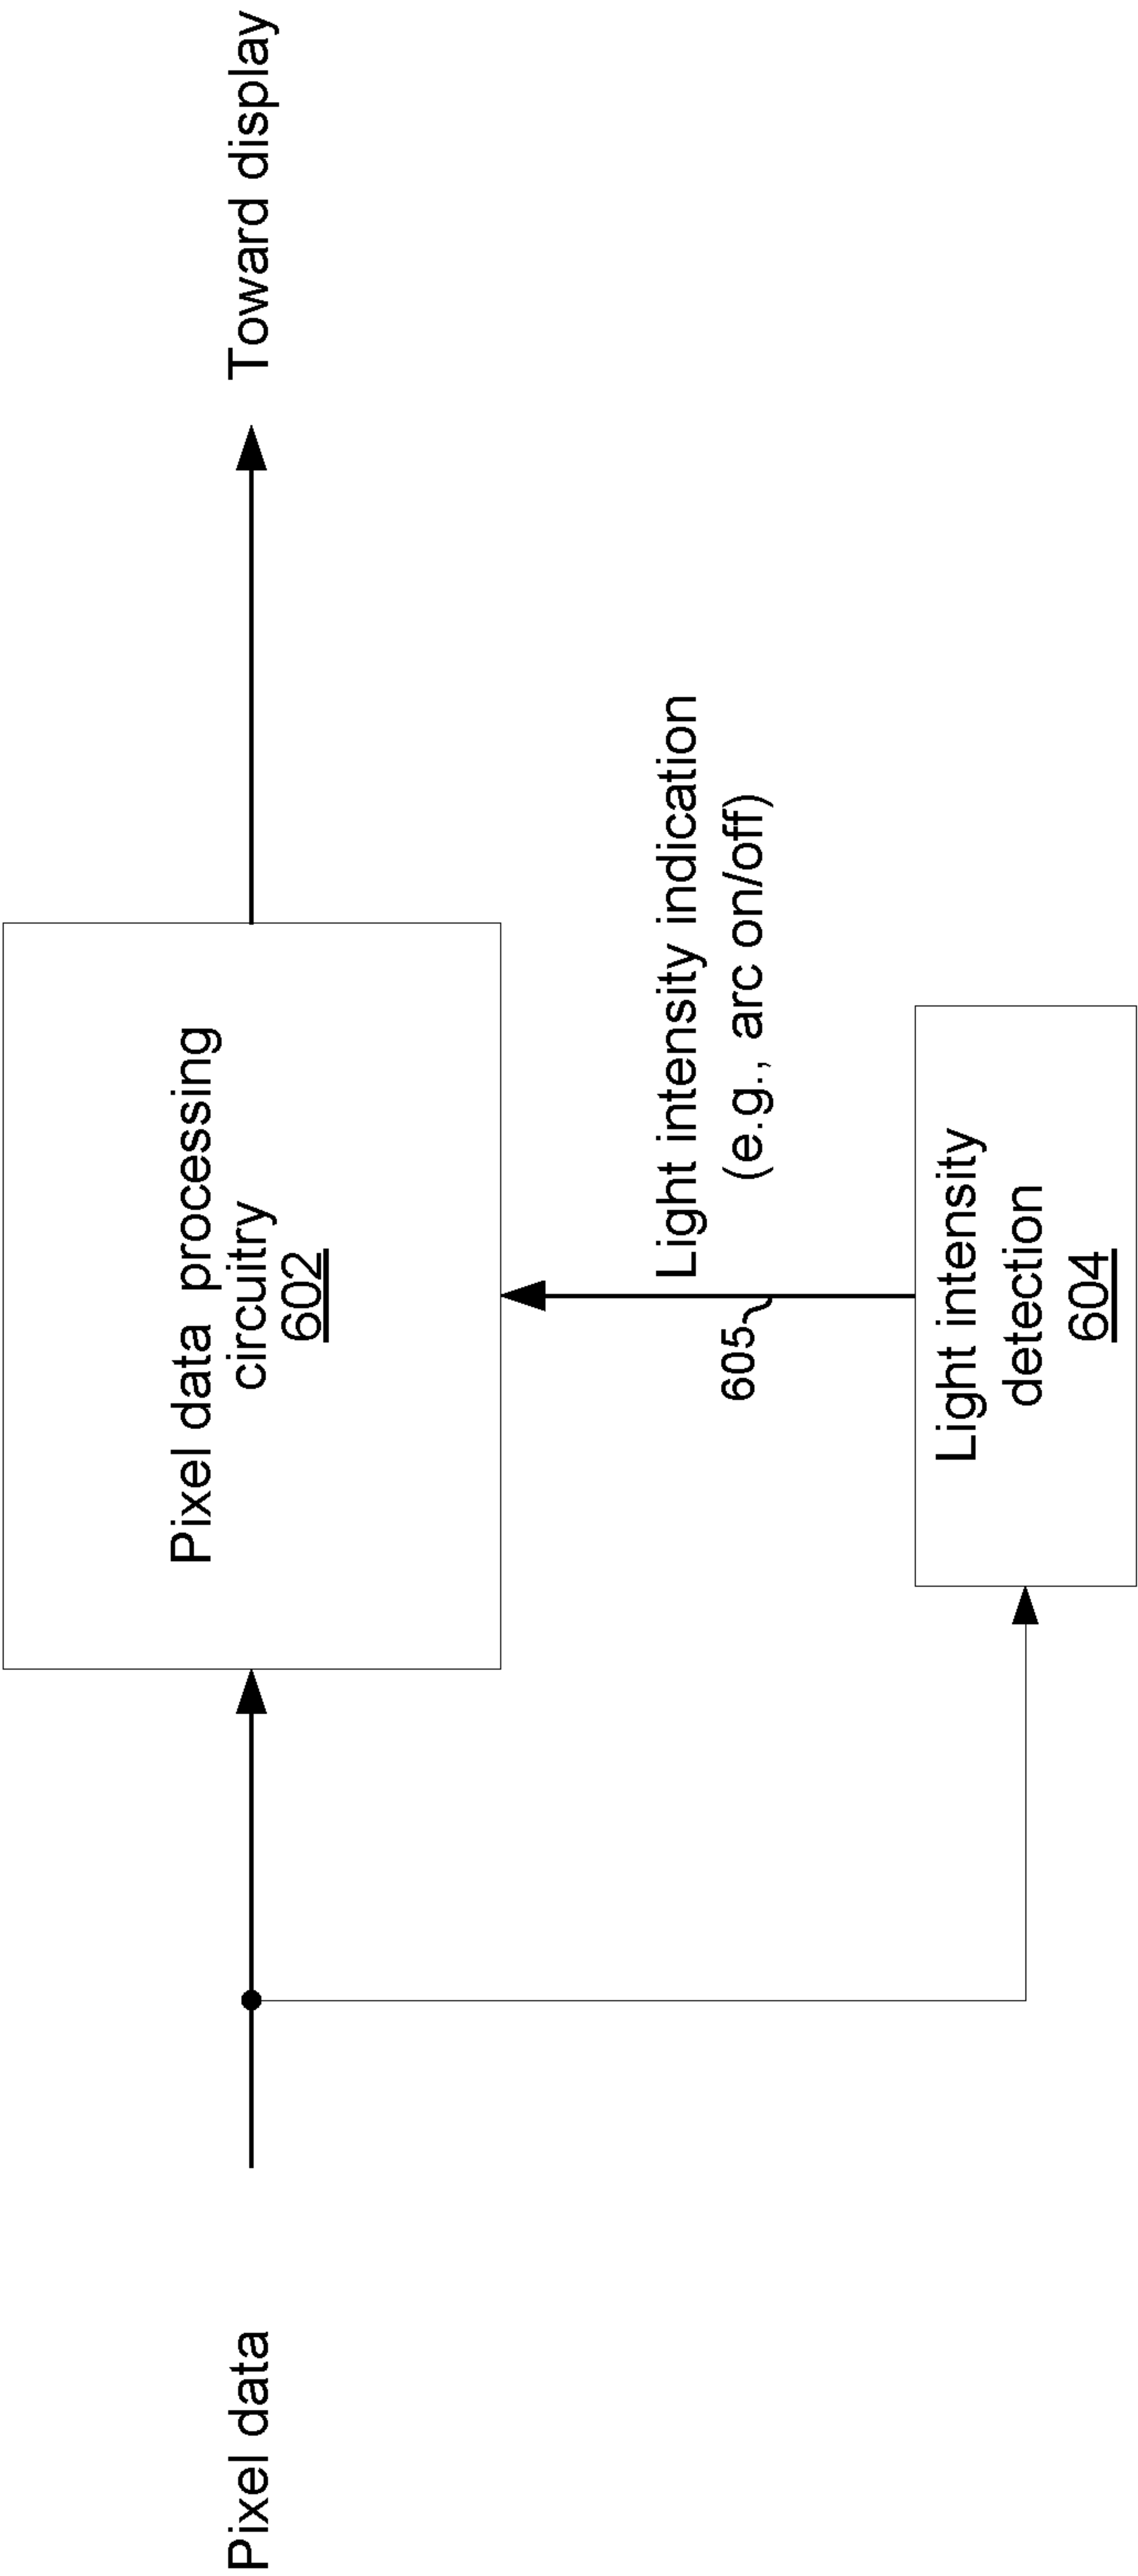 Pixel data
Pixel data processing
circuitry
602
Toward display
605
Light intensity indication
(e.g., arc on/off)
Light intensity
detection
604